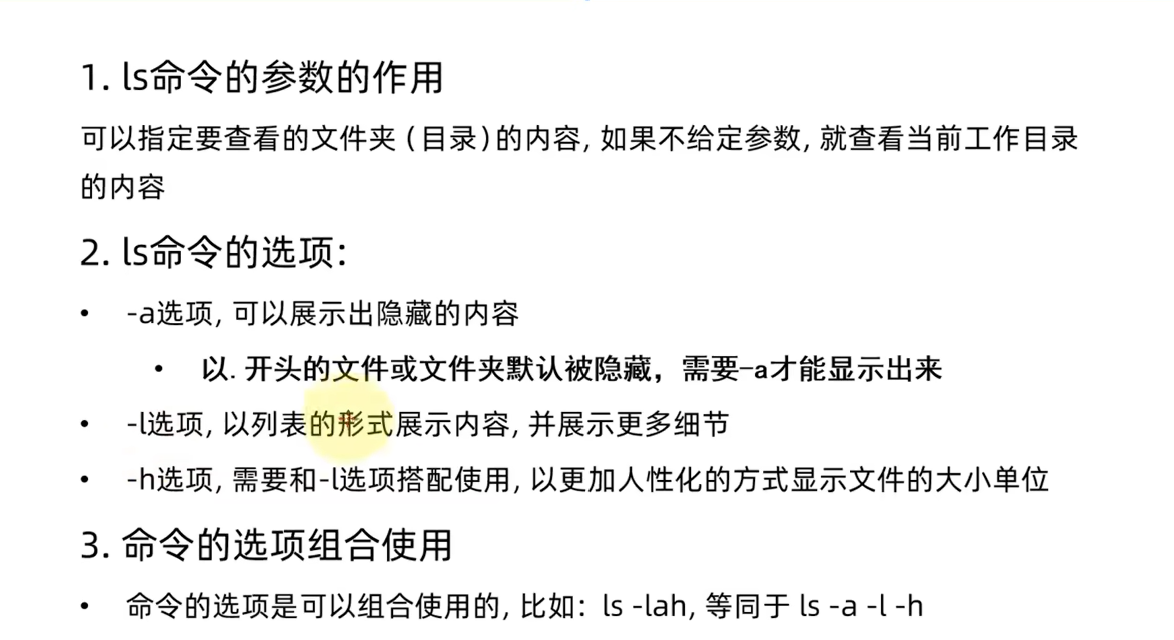 1. ls命令的参数的作用
可以指定要查看的文件夹(目录)的内容, 如果不给定参数, 就查看当前工作目录
的内容
2. ls命令的选项:
• -a选项, 可以展示出隐藏的内容
• 以. 开头的文件或文件夹默认被隐藏，需要-a才能显示出来
• -l选项, 以列表的形式展示内容, 并展示更多细节
• -h选项, 需要和-l选项搭配使用, 以更加人性化的方式显示文件的大小单位
3. 命令的选项组合使用
• 命令的选项是可以组合使用的, 比如：ls -lah, 等同于 ls -a -l -h